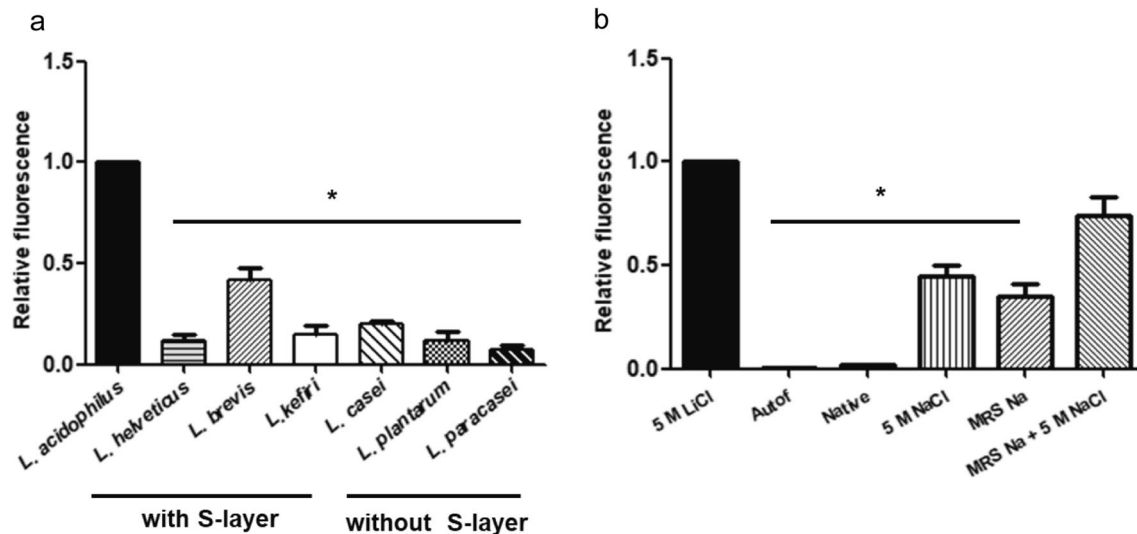 a
1.5
1.0
0.5
0.0
Relative fluorescence
*
L. acidophilus
L. helveticus
L. brevis
L.kefiri
L. casei
L. plantarum
L. paracasei
with S-layer
without S-layer
b
1.5
1.0
0.5
0.0
Relative fluorescence
*
5 M LiCl
Autof
Native
5 M NaCl
MRS Na
MRS Na + 5 M NaCl